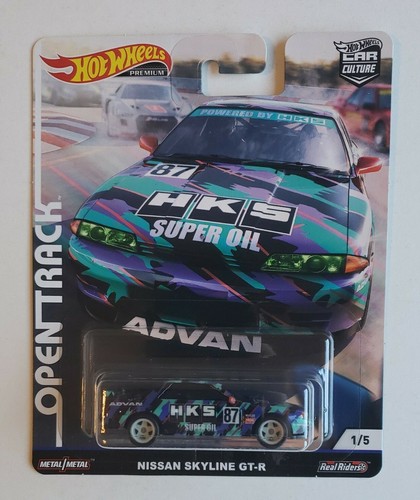 HOT WHEELS
PREMIUM
HOT WHEELS
CAR
CULTURE
POWERED BY HKS
87
HKS
SUPER OIL
ADVAN
OPEN TRACK
ADVAN
HKS
87
SUPER OIL
1/5
METAL/METAL
NISSAN SKYLINE GT-R
Real Riders